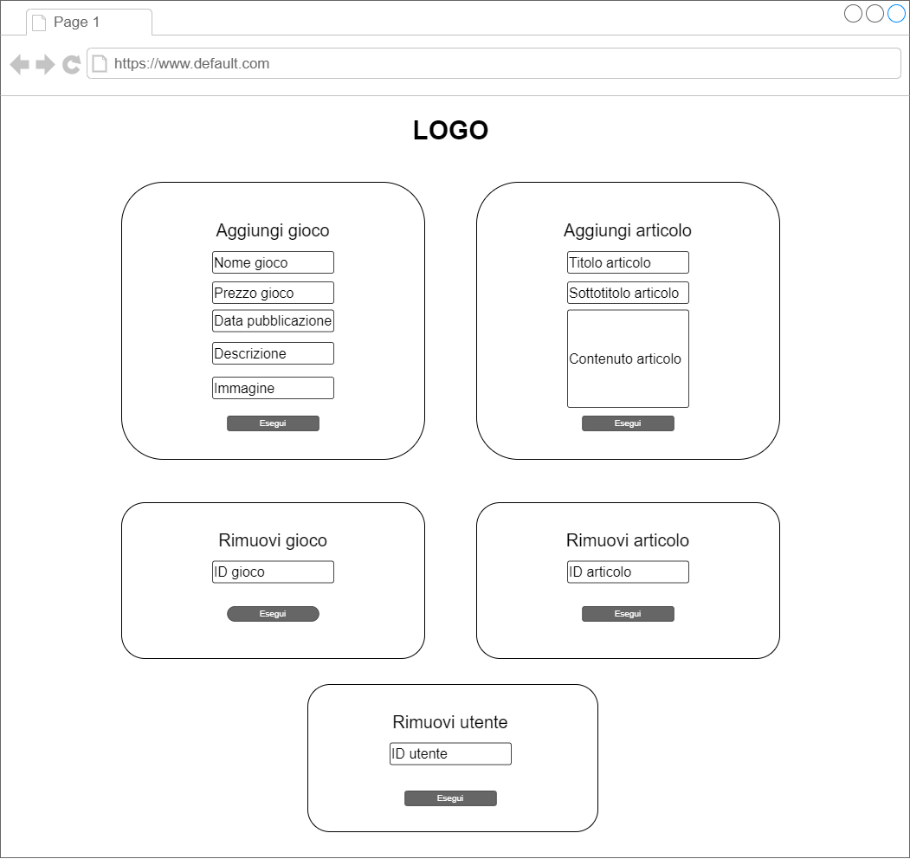 Page 1
https://www.default.com
LOGO
Aggiungi gioco
Nome gioco
Prezzo gioco
Data pubblicazione
Descrizione
Immagine
Esegui
Aggiungi articolo
Titolo articolo
Sottotitolo articolo
Contenuto articolo
Esegui
Rimuovi gioco
ID gioco
Esegui
Rimuovi articolo
ID articolo
Esegui
Rimuovi utente
ID utente
Esegui